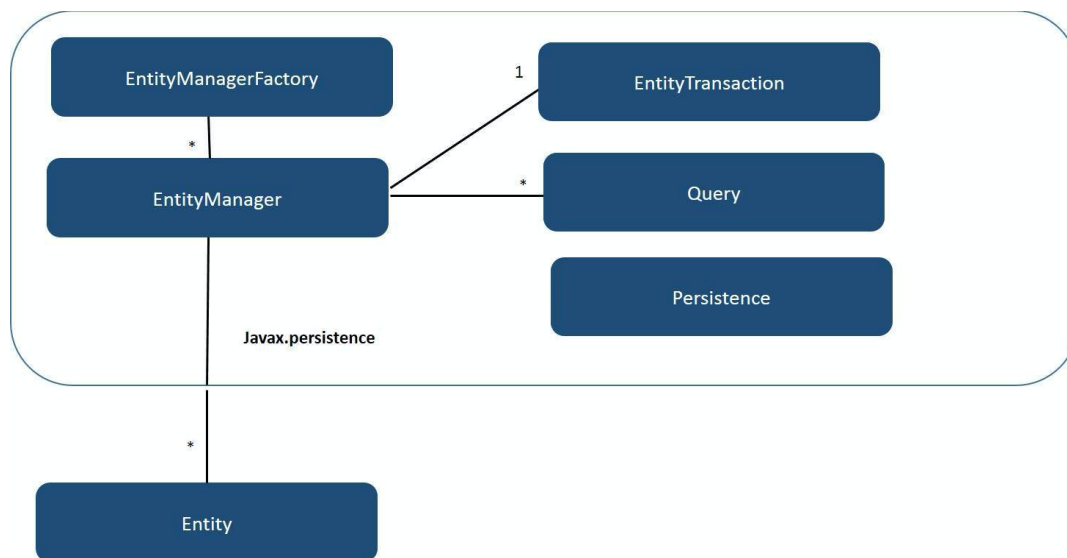 EntityManagerFactory
1
EntityTransaction
*
EntityManager
*
Query
Persistence
Javax.persistence
*
Entity